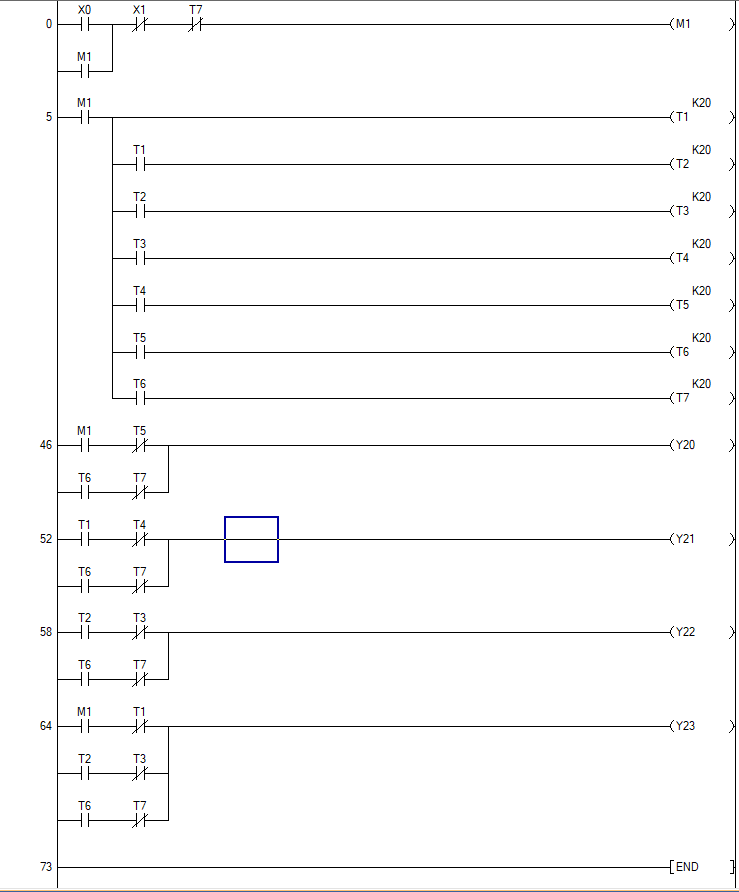 X0 X1 T7
0 (M1 )
M1
M1 K20
5 (T1 )
T1 K20
(T2 )
T2 K20
(T3 )
T3 K20
(T4 )
T4 K20
(T5 )
T5 K20
(T6 )
T6 K20
(T7 )
M1 T5
46 (Y20 )
T6 T7
T1 T4
52 (Y21 )
T6 T7
T2 T3
58 (Y22 )
T6 T7
M1 T1
64 (Y23 )
T2 T3
T6 T7
73 [END ]